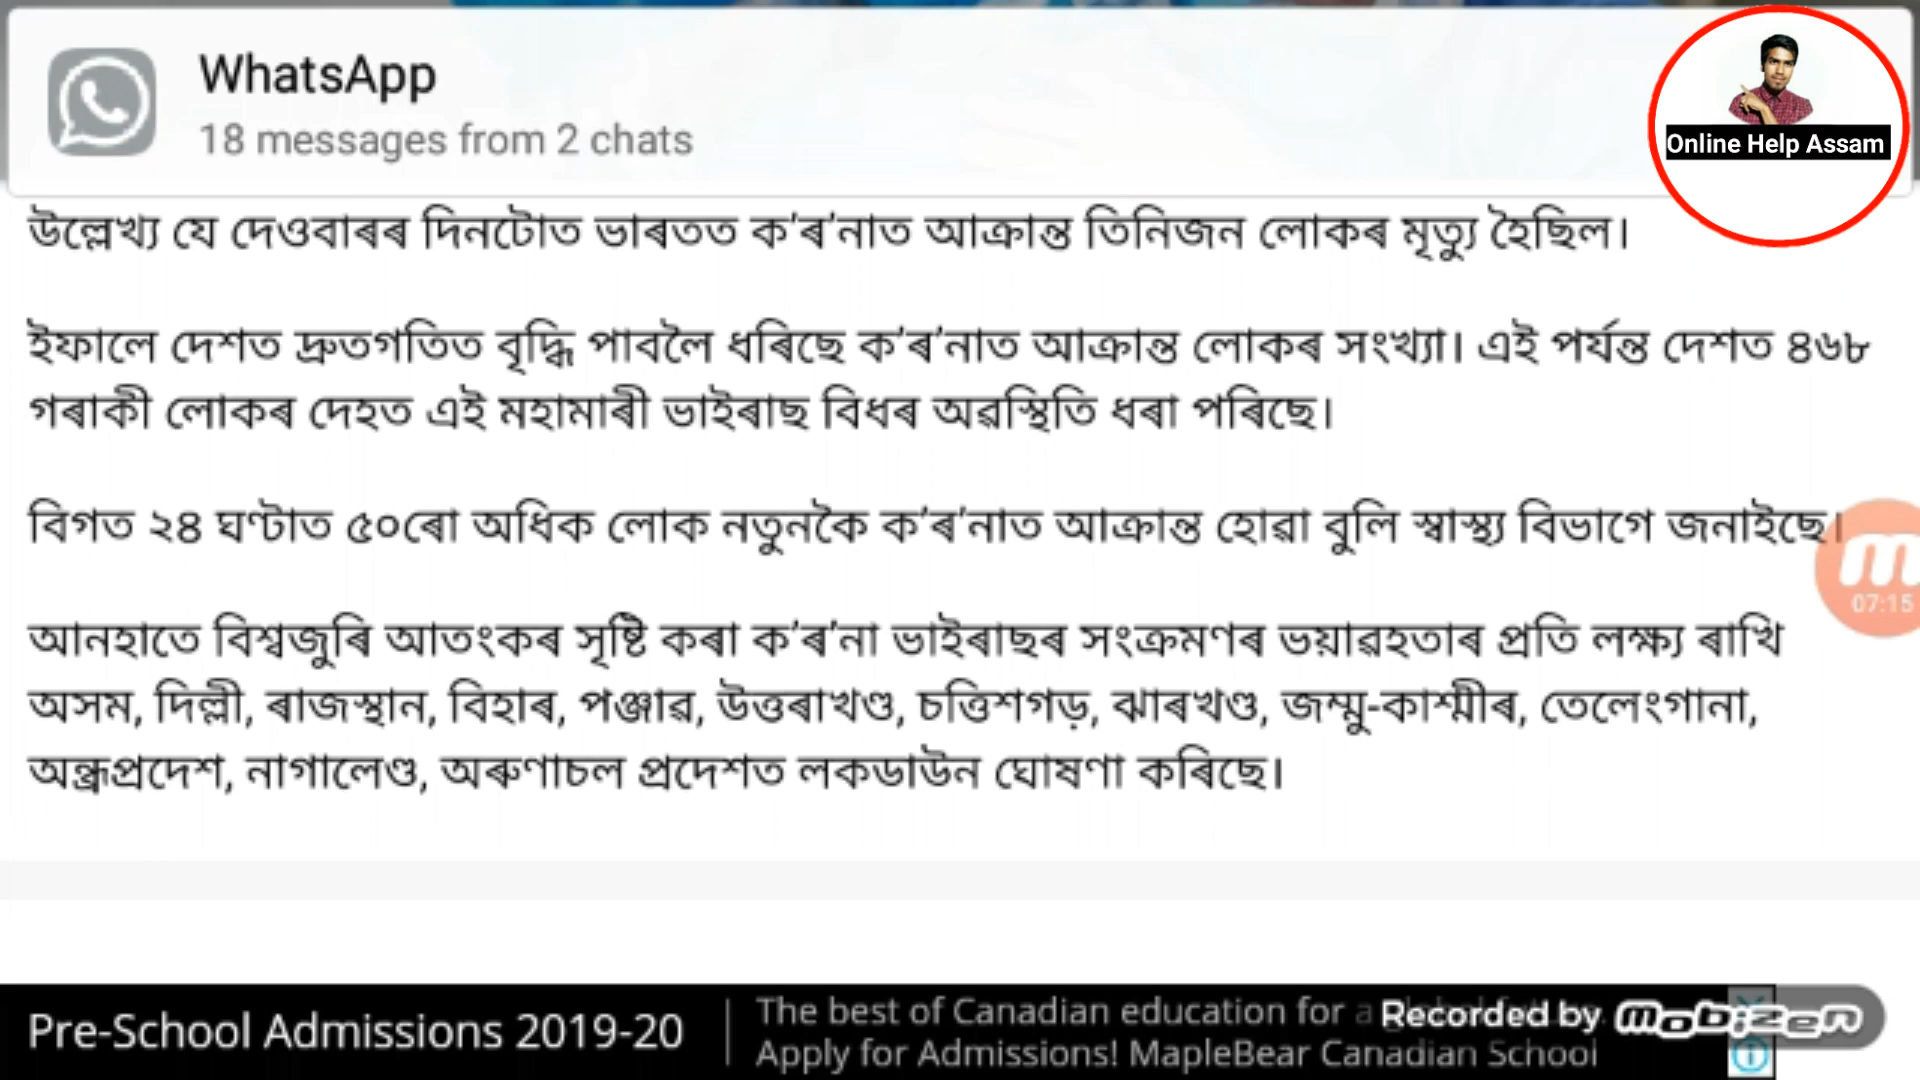 WhatsApp
18 messages from 2 chats
Online Help Assam
উল্লেখ্য যে দেওবাৰৰ দিনটোত ভাৰতত ক'ৰ'নাত আক্ৰান্ত তিনিজন লোকৰ মৃত্যু হৈছিল।
ইফালে দেশত দ্ৰুতগতিত বৃদ্ধি পাবলৈ ধৰিছে ক'ৰ'নাত আক্ৰান্ত লোকৰ সংখ্যা। এই পৰ্যন্ত দেশত ৪৬৮
গৰাকী লোকৰ দেহত এই মহামাৰী ভাইৰাছ বিধৰ অৱস্থিতি ধৰা পৰিছে।
বিগত ২৪ ঘণ্টাত ৫০ৰো অধিক লোক নতুনকৈ ক'ৰ'নাত আক্ৰান্ত হোৱা বুলি স্বাস্থ্য বিভাগে জনাইছে।
07:15
আনহাতে বিশ্বজুৰি আতংকৰ সৃষ্টি কৰা ক'ৰ'না ভাইৰাছৰ সংক্ৰমণৰ ভয়াৱহতাৰ প্ৰতি লক্ষ্য ৰাখি
অসম, দিল্লী, ৰাজস্থান, বিহাৰ, পঞ্জাৱ, উত্তৰাখণ্ড, চত্তিশগড়, ঝাৰখণ্ড, জম্মু-কাশ্মীৰ, তেলেংগানা,
অন্ধ্ৰপ্ৰদেশ, নাগালেণ্ড, অৰুণাচল প্ৰদেশত লকডাউন ঘোষণা কৰিছে।
Pre-School Admissions 2019-20
The best of Canadian education for a
Apply for Admissions! MapleBear Canadian School
Recorded by mobizen